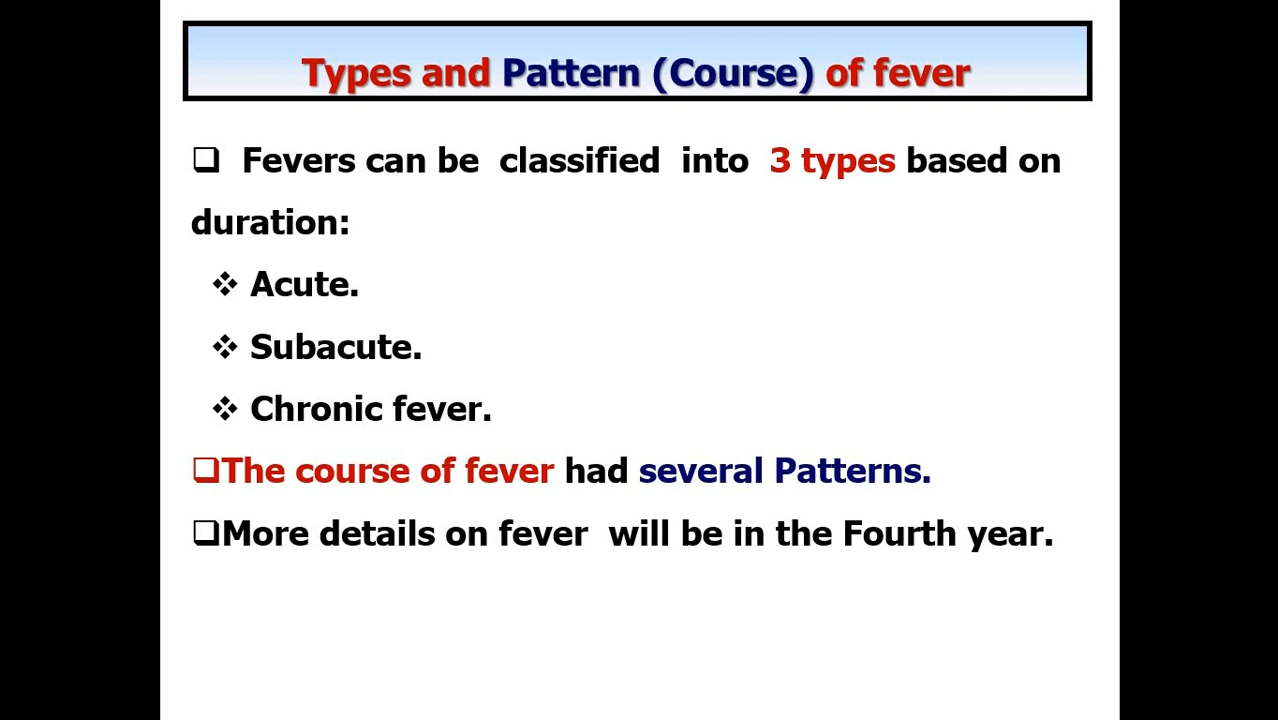 Types and Pattern (Course) of fever
❑ Fevers can be classified into 3 types based on
duration:
❖ Acute.
❖ Subacute.
❖ Chronic fever.
❑The course of fever had several Patterns.
❑More details on fever will be in the Fourth year.